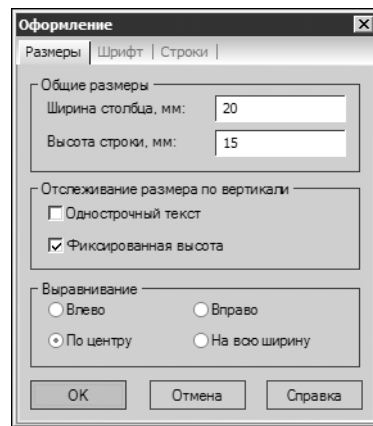 Оформление
Размеры | Шрифт | Строки |
Общие размеры
Ширина столбца, мм: 20
Высота строки, мм: 15
Отслеживание размера по вертикали
Однострочный текст
Фиксированная высота
Выравнивание
Влево Вправо
По центру На всю ширину
OK Отмена Справка